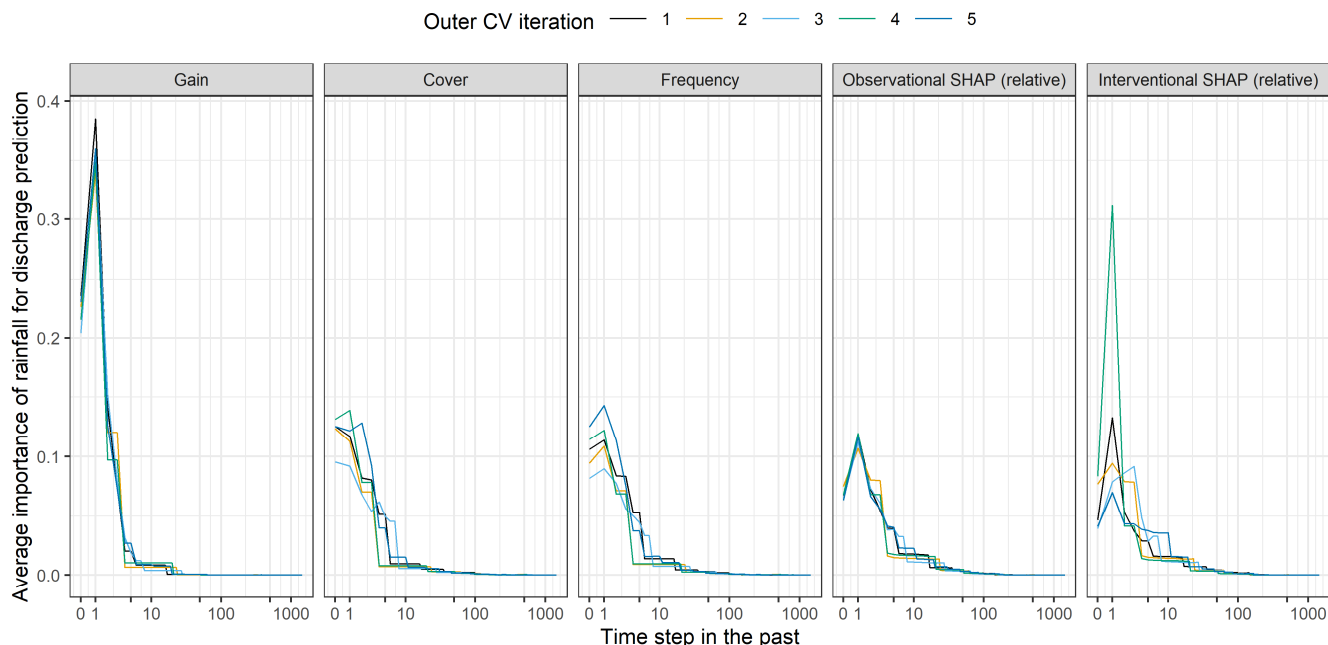 Outer CV iteration 1 2 3 4 5
Gain Cover Frequency Observational SHAP (relative) Interventional SHAP (relative)
Average importance of rainfall for discharge prediction
0.4
0.3
0.2
0.1
0.0
0 1 10 100 1000 0 1 10 100 1000 0 1 10 100 1000 0 1 10 100 1000 0 1 10 100 1000
Time step in the past